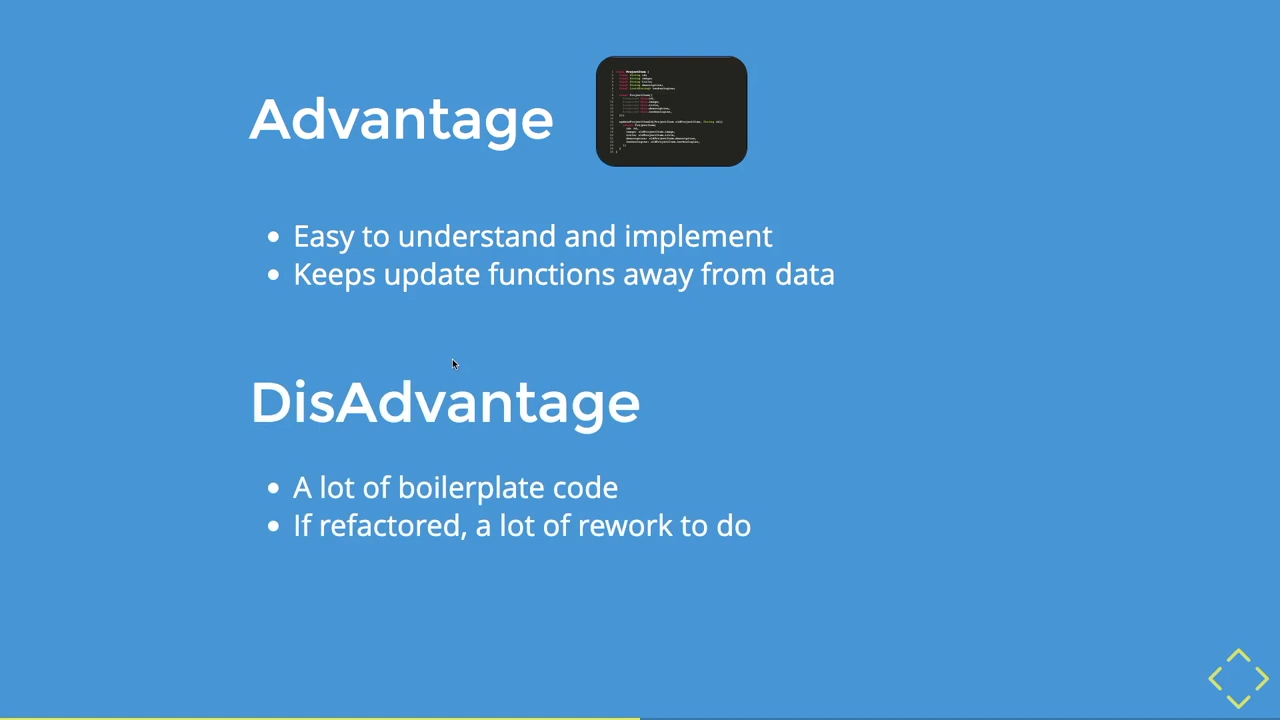 Advantage
Easy to understand and implement
Keeps update functions away from data
DisAdvantage
A lot of boilerplate code
If refactored, a lot of rework to do